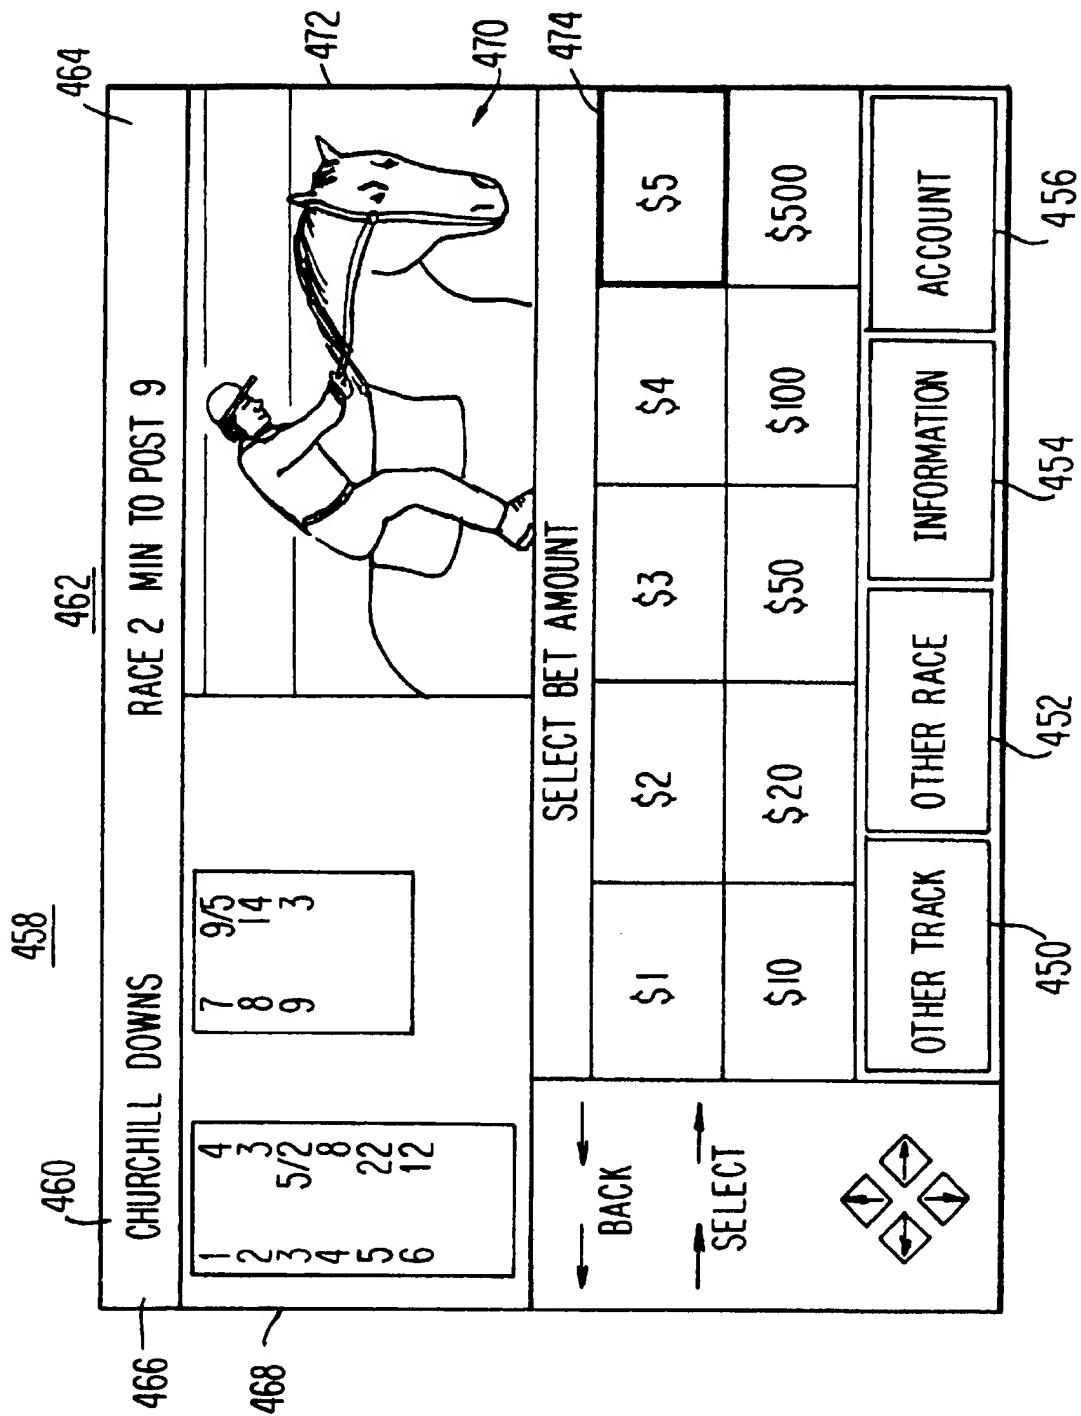 458
462
460
464
466
CHURCHILL DOWNS
RACE 2 MIN TO POST 9
468
1 4
2 3
3 5/2
4 8
5 22
6 12
7 9/5
8 14
9 3
472
470
BACK
SELECT
SELECT BET AMOUNT
474
$1 $2 $3 $4 $5
$10 $20 $50 $100 $500
OTHER TRACK
OTHER RACE
INFORMATION
ACCOUNT
450
452
454
456